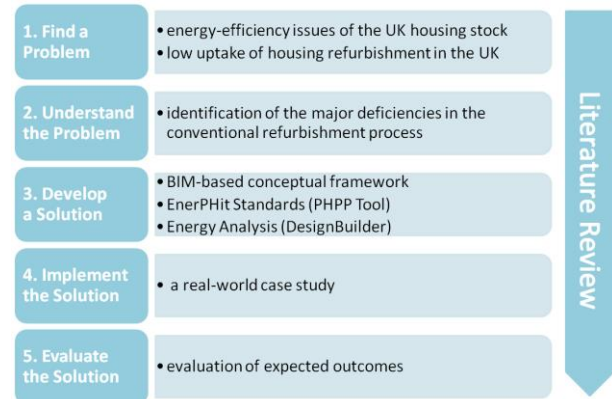 1. Find a
Problem
• energy-efficiency issues of the UK housing stock
• low uptake of housing refurbishment in the UK
2. Understand
the Problem
• identification of the major deficiencies in the
conventional refurbishment process
3. Develop
a Solution
• BIM-based conceptual framework
• EnerPHit Standards (PHPP Tool)
• Energy Analysis (DesignBuilder)
4. Implement
the Solution
• a real-world case study
5. Evaluate
the Solution
• evaluation of expected outcomes
Literature Review